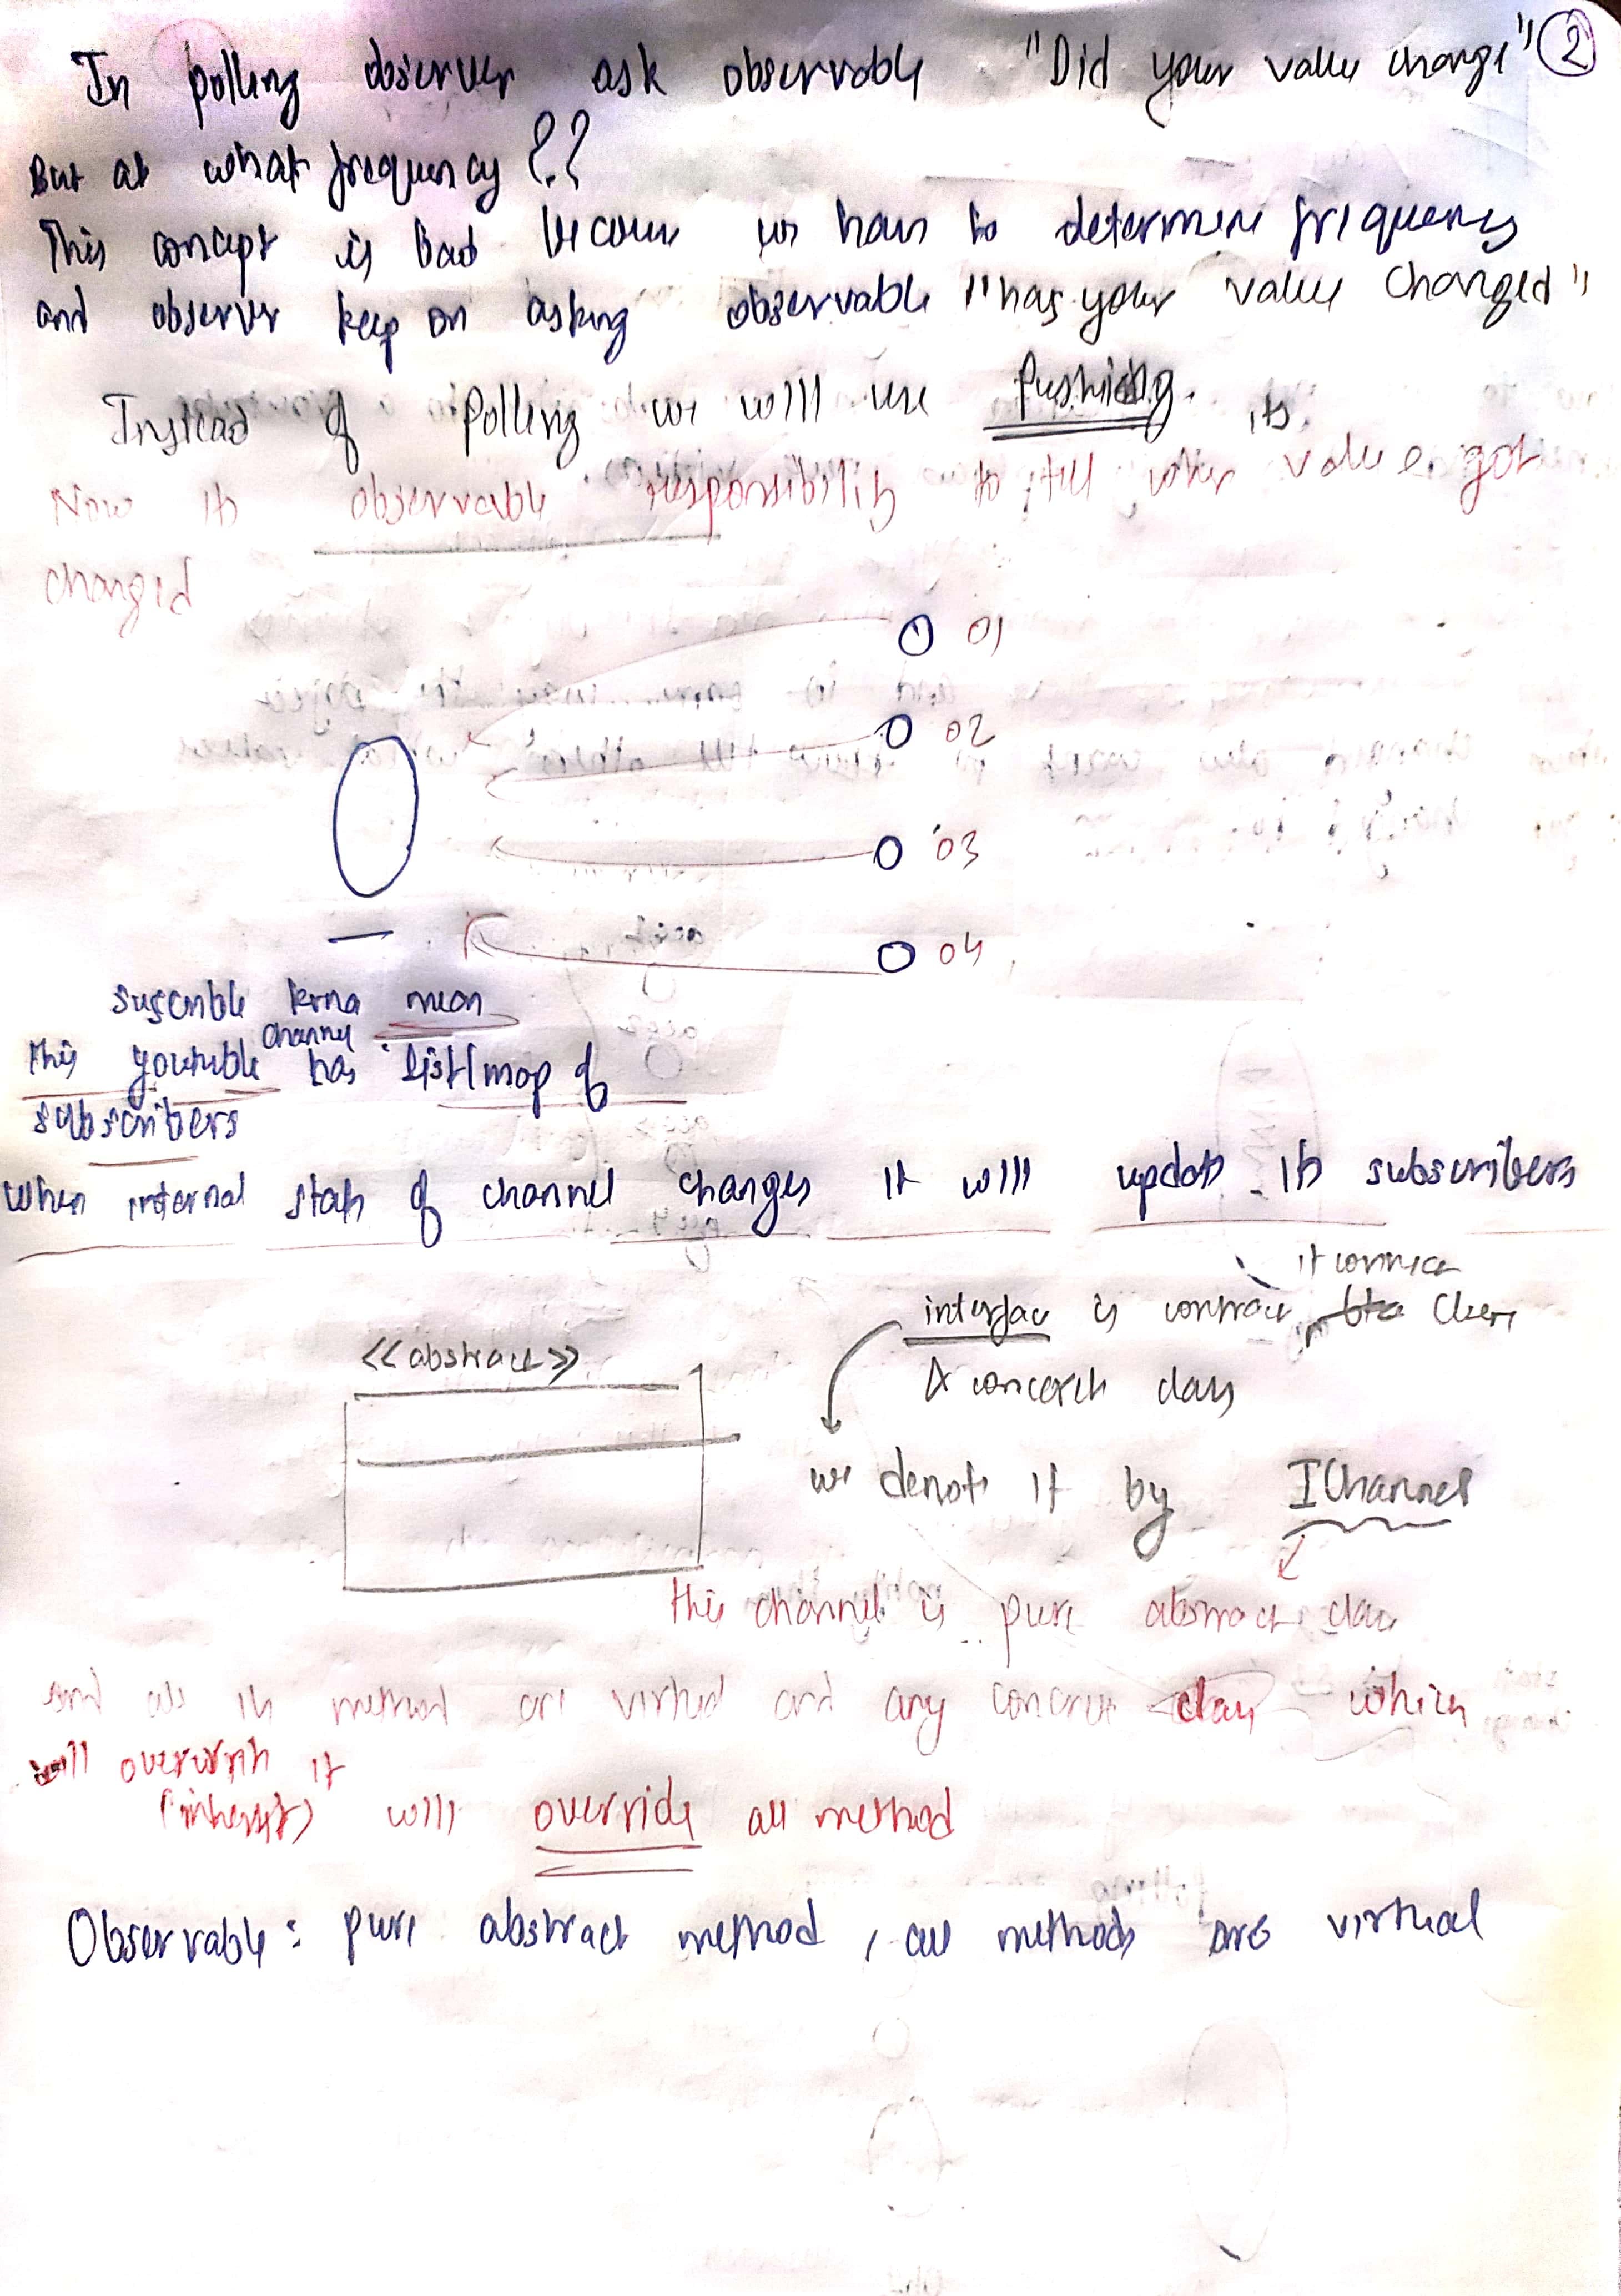 In polling observer ask observable "Did your value change" 2
But at what frequency ??
This concept is bad because we have to determine frequency
and observer keep on asking observable "has your value changed"
Instead of Polling we will use Pushing.
its
Now its observable responsibility to tell when value got
changed
01
02
03
04
krna mean
This channel has list/map of
subscribers
When internal state of channel changes it will update its subscribers
it connect
interface is contract client
& concrete class
<<abstract>>
we denote it by IChannel
this channel is pure abstract class
and all its method are virtual and any concrete class which
will overwrite it
(inherits) will override all method
Observable: pure abstract method, all methods are virtual